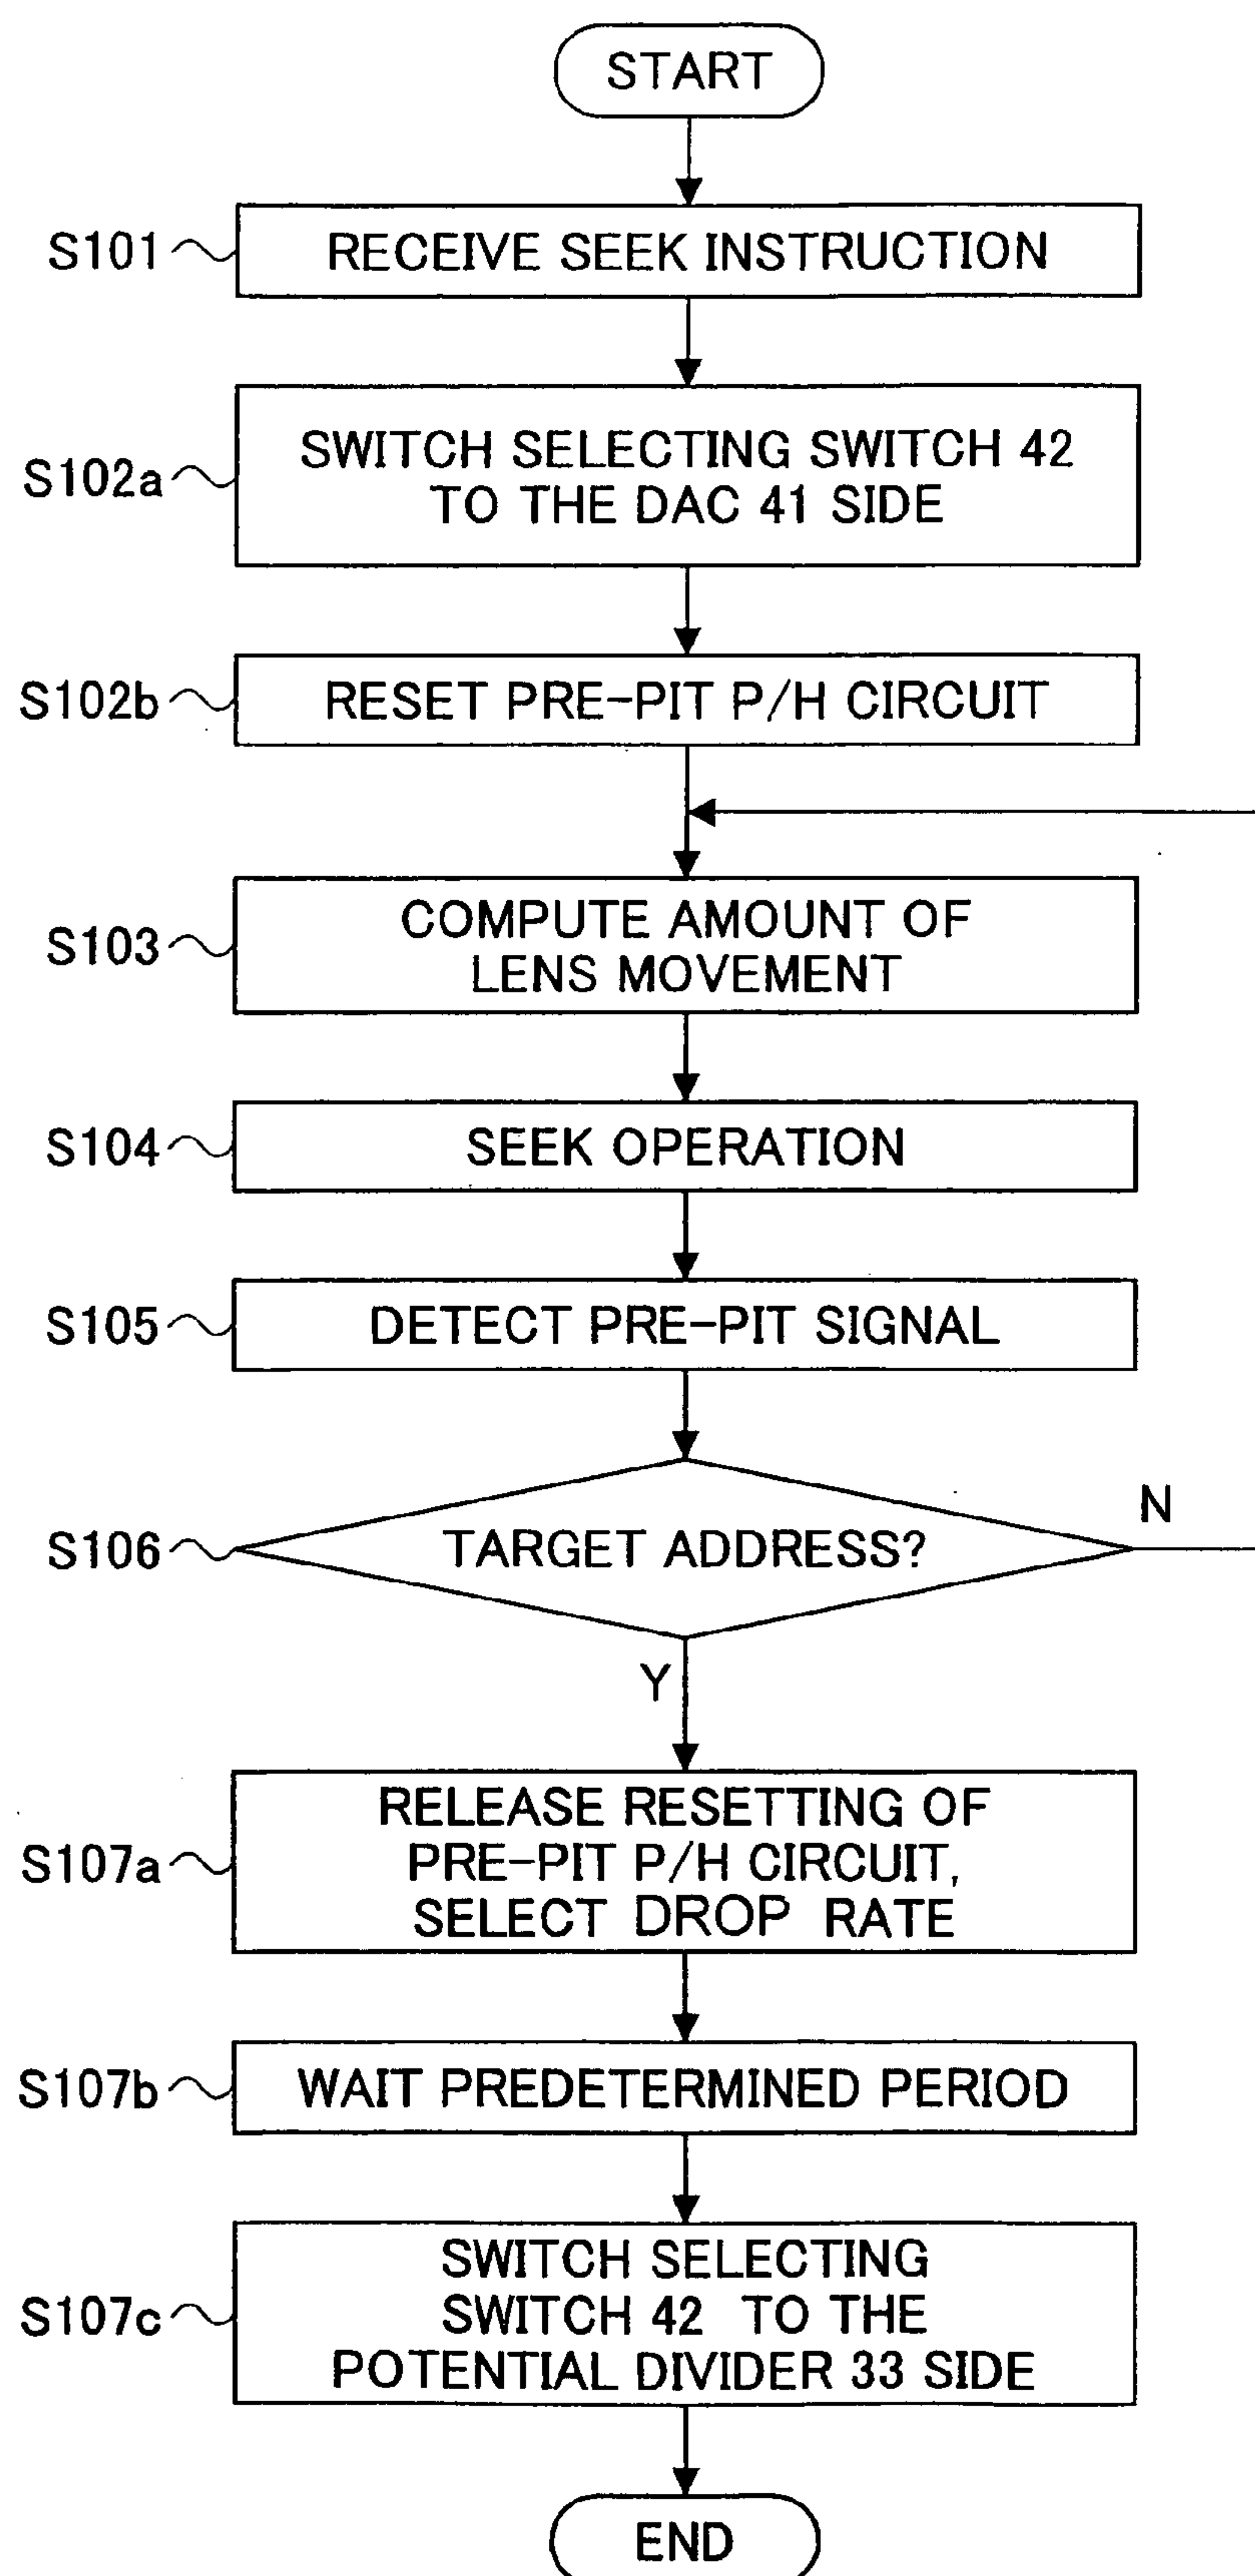 START
S101
RECEIVE SEEK INSTRUCTION
S102a
SWITCH SELECTING SWITCH 42
TO THE DAC 41 SIDE
S102b
RESET PRE-PIT P/H CIRCUIT
S103
COMPUTE AMOUNT OF
LENS MOVEMENT
S104
SEEK OPERATION
S105
DETECT PRE-PIT SIGNAL
S106
TARGET ADDRESS?
N
Y
S107a
RELEASE RESETTING OF
PRE-PIT P/H CIRCUIT,
SELECT DROP RATE
S107b
WAIT PREDETERMINED PERIOD
S107c
SWITCH SELECTING
SWITCH 42 TO THE
POTENTIAL DIVIDER 33 SIDE
END